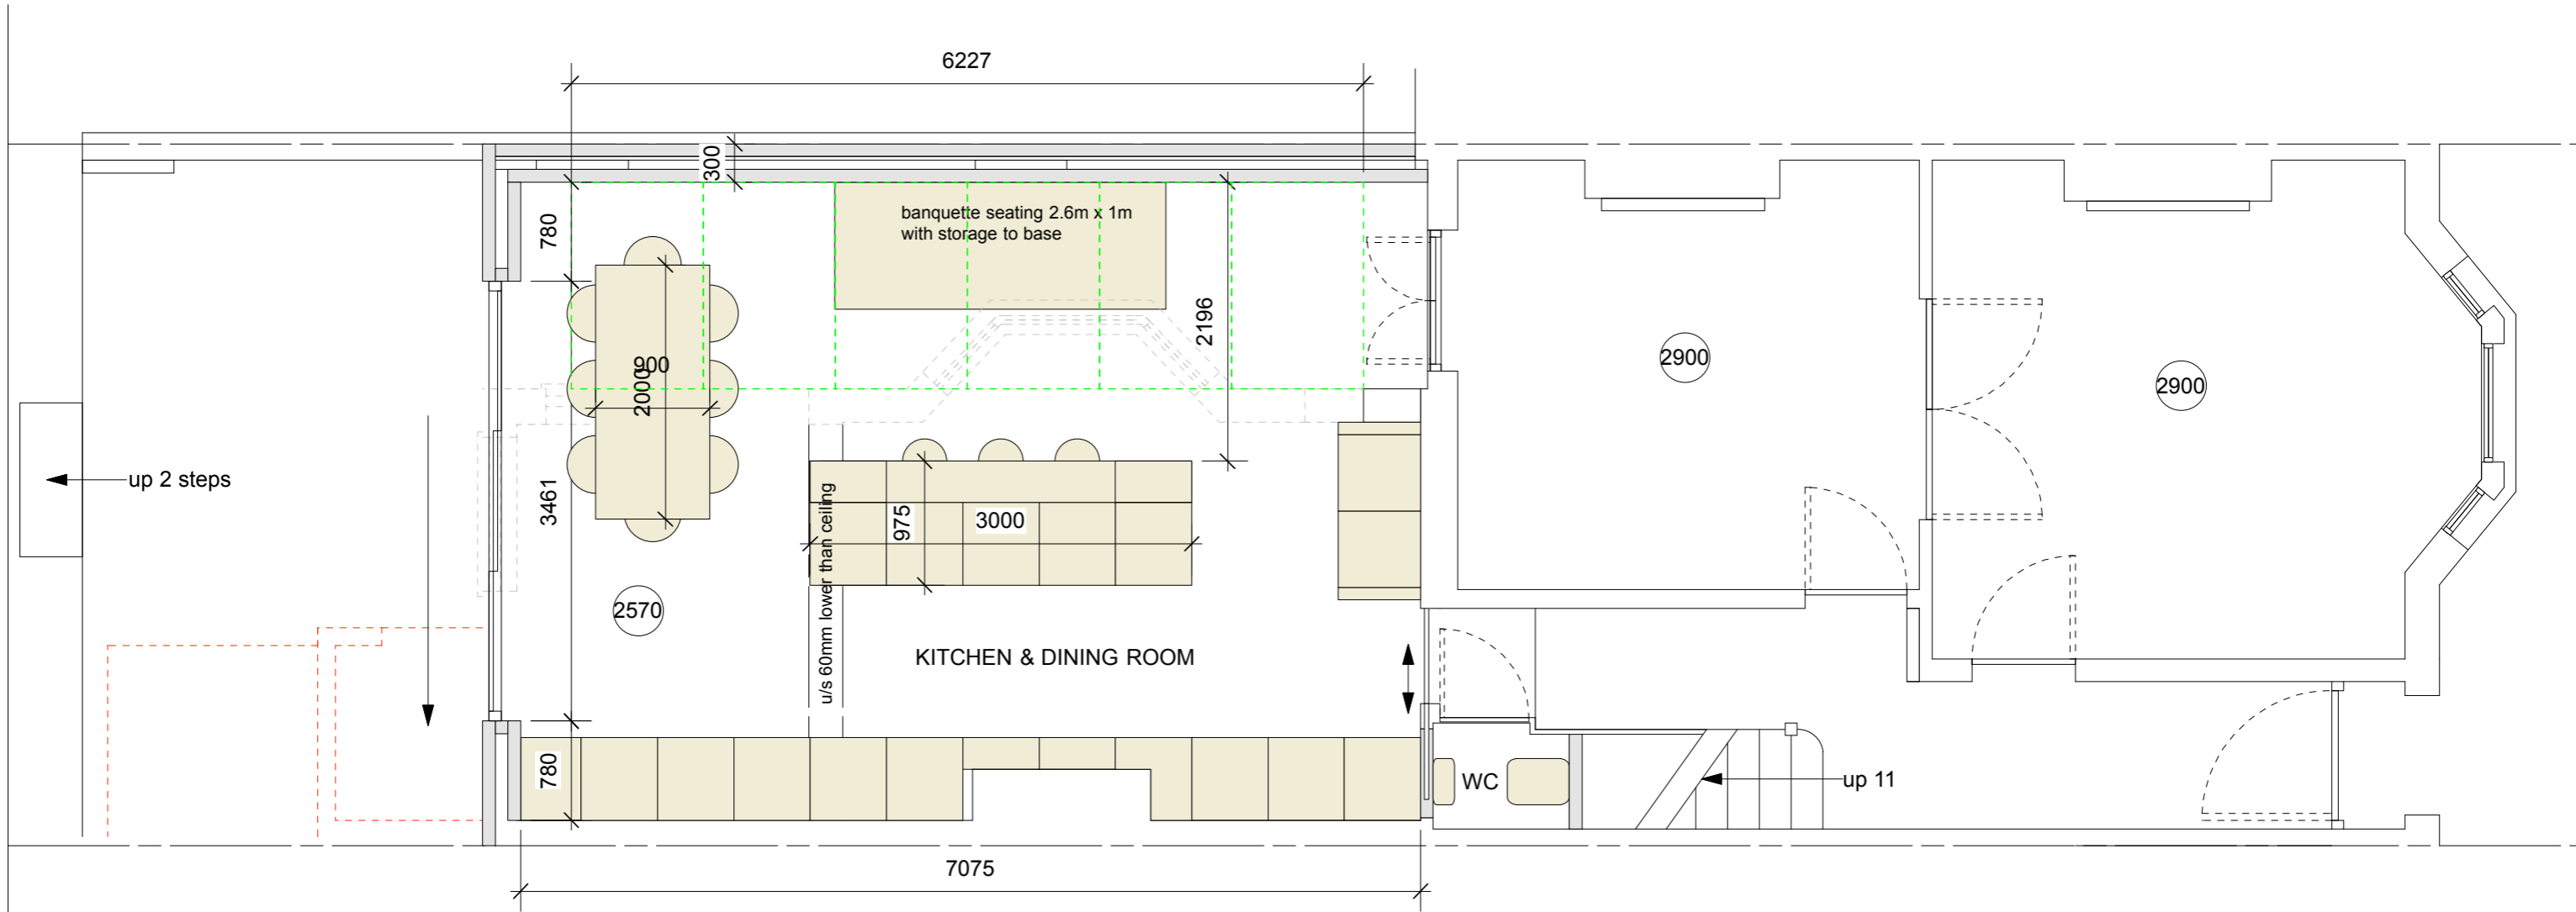 6227
300
780
banquette seating 2.6m x 1m
with storage to base
2196
900
2000
2900
2900
up 2 steps
3461
975
3000
u/s 60mm lower than ceiling
2570
KITCHEN & DINING ROOM
780
WC
up 11
7075